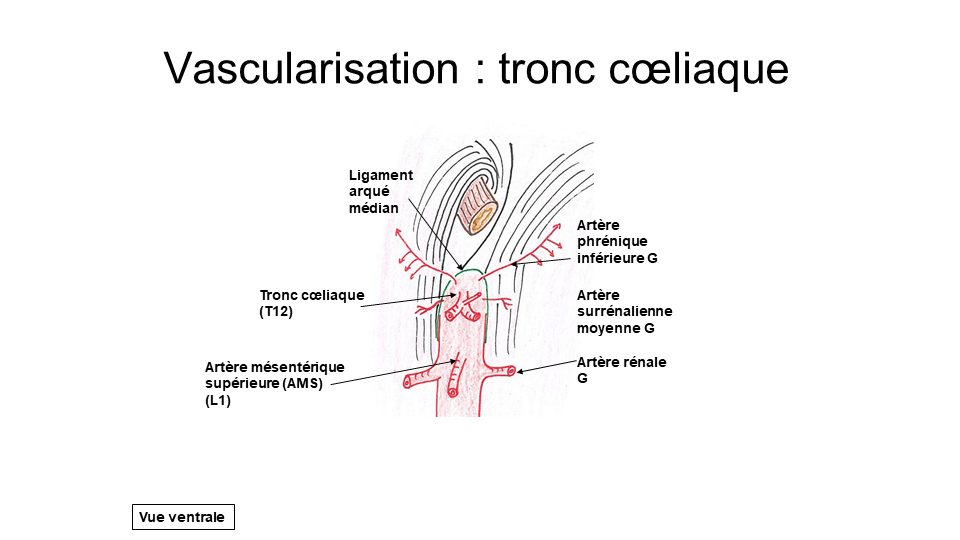 Vascularisation : tronc cœliaque
Ligament
arqué
médian
Artère
phrénique
inférieure G
Tronc cœliaque
(T12)
Artère
surrénalienne
moyenne G
Artère mésentérique
supérieure (AMS)
(L1)
Artère rénale
G
Vue ventrale